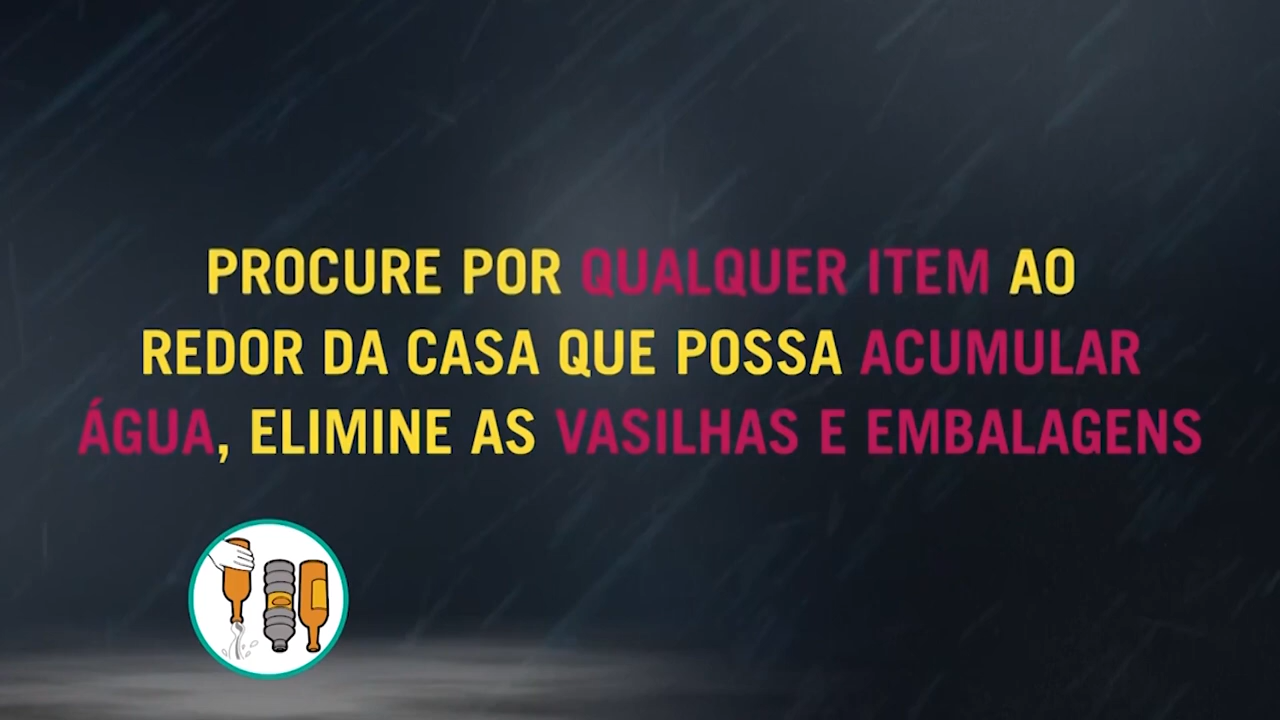 PROCURE POR QUALQUER ITEM AO
REDOR DA CASA QUE POSSA ACUMULAR
ÁGUA, ELIMINE AS VASILHAS E EMBALAGENS